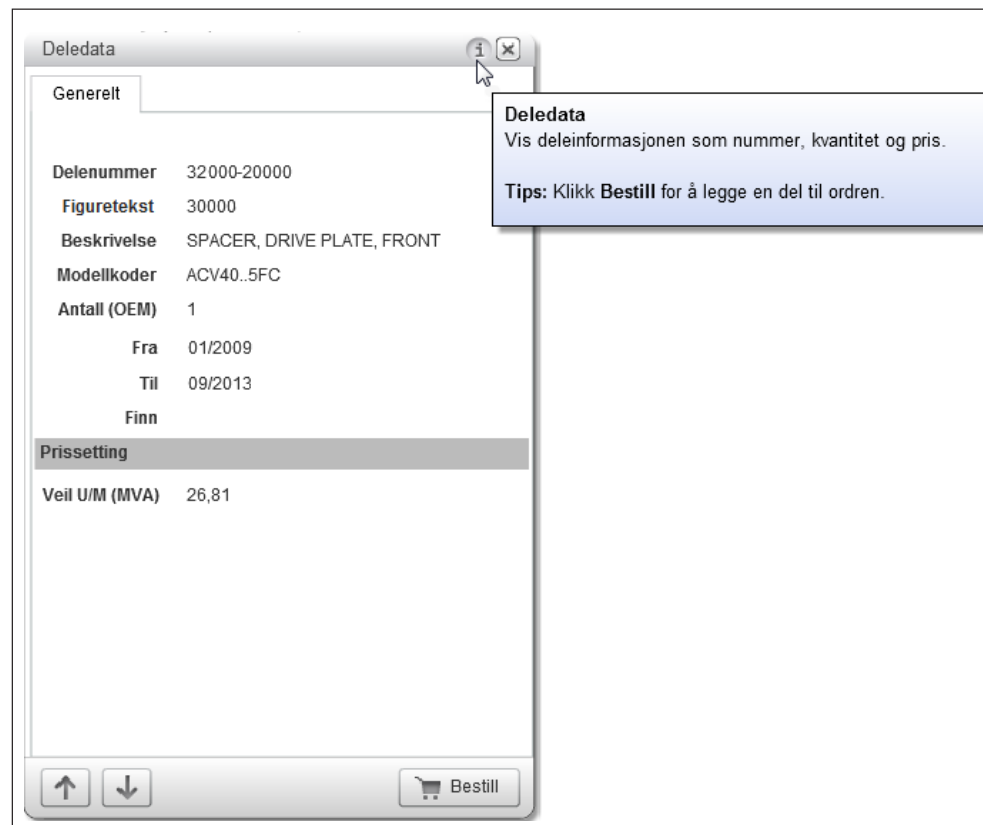 Deledata
Generelt
Deledata
Vis deleinformasjonen som nummer, kvantitet og pris.
Tips: Klikk Bestill for å legge en del til ordren.
Delenummer 32000-20000
Figuretekst 30000
Beskrivelse SPACER, DRIVE PLATE, FRONT
Modellkoder ACV40..5FC
Antall (OEM) 1
Fra 01/2009
Til 09/2013
Finn
Prissetting
Veil U/M (MVA) 26,81
Bestill